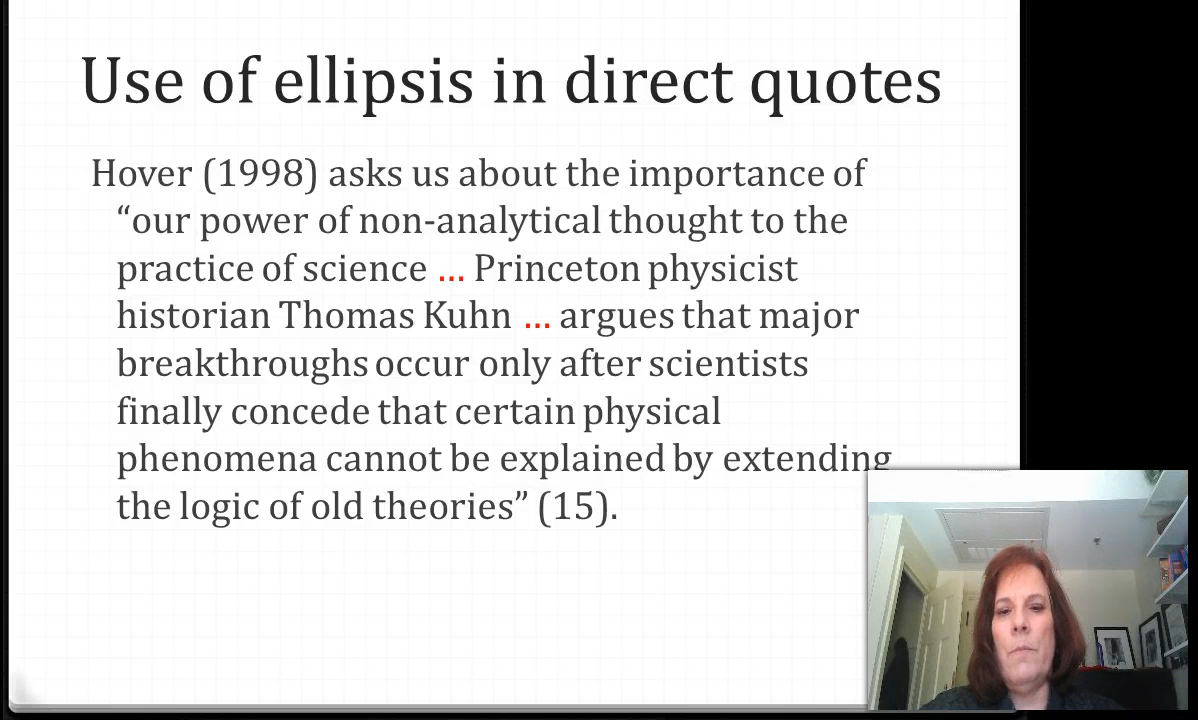 Use of ellipsis in direct quotes
Hover (1998) asks us about the importance of
“our power of non-analytical thought to the
practice of science ... Princeton physicist
historian Thomas Kuhn ... argues that major
breakthroughs occur only after scientists
finally concede that certain physical
phenomena cannot be explained by extending
the logic of old theories” (15).